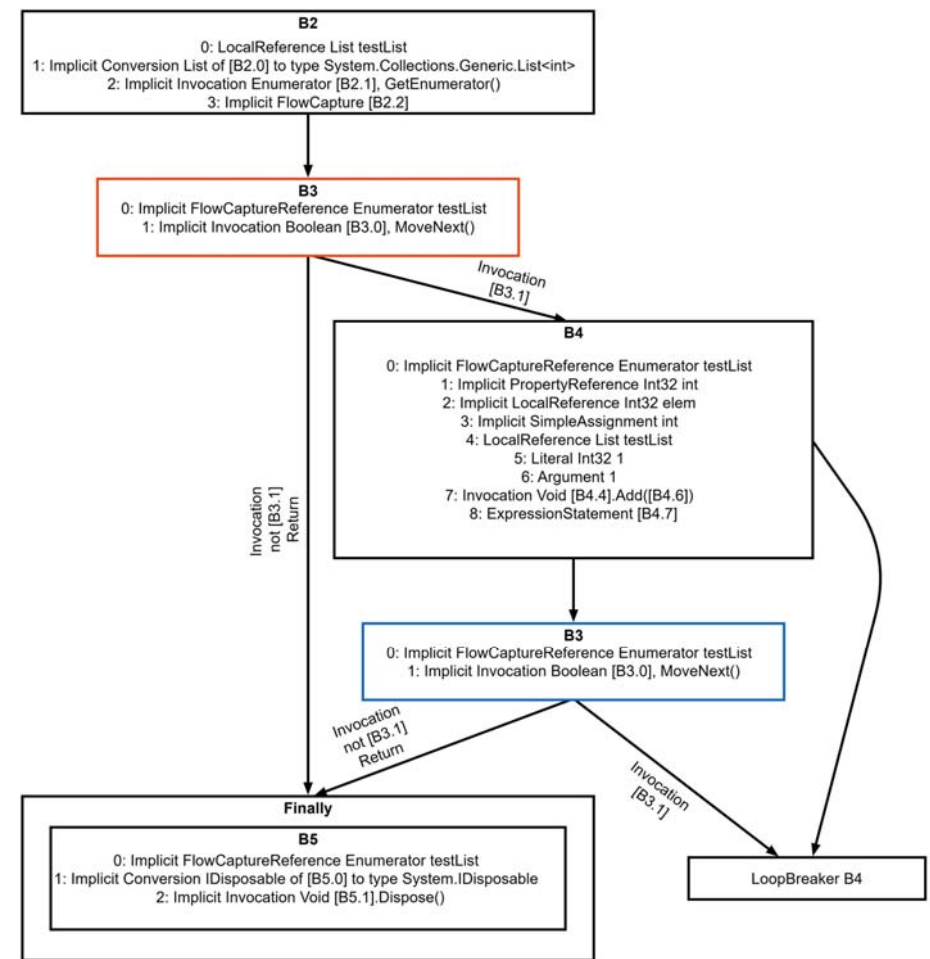 B2
0: LocalReference List testList
1: Implicit Conversion List of [B2.0] to type System.Collections.Generic.List<int>
2: Implicit Invocation Enumerator [B2.1], GetEnumerator()
3: Implicit FlowCapture [B2.2]
B3
0: Implicit FlowCaptureReference Enumerator testList
1: Implicit Invocation Boolean [B3.0], MoveNext()
Invocation
[B3.1]
B4
0: Implicit FlowCaptureReference Enumerator testList
1: Implicit PropertyReference Int32 int
2: Implicit LocalReference Int32 elem
3: Implicit SimpleAssignment int
4: LocalReference List testList
5: Literal Int32 1
6: Argument 1
7: Invocation Void [B4.4].Add([B4.6])
8: ExpressionStatement [B4.7]
Invocation
not [B3.1]
Return
B3
0: Implicit FlowCaptureReference Enumerator testList
1: Implicit Invocation Boolean [B3.0], MoveNext()
Invocation
not [B3.1]
Return
Invocation
[B3.1]
Finally
B5
0: Implicit FlowCaptureReference Enumerator testList
1: Implicit Conversion IDisposable of [B5.0] to type System.IDisposable
2: Implicit Invocation Void [B5.1].Dispose()
LoopBreaker B4